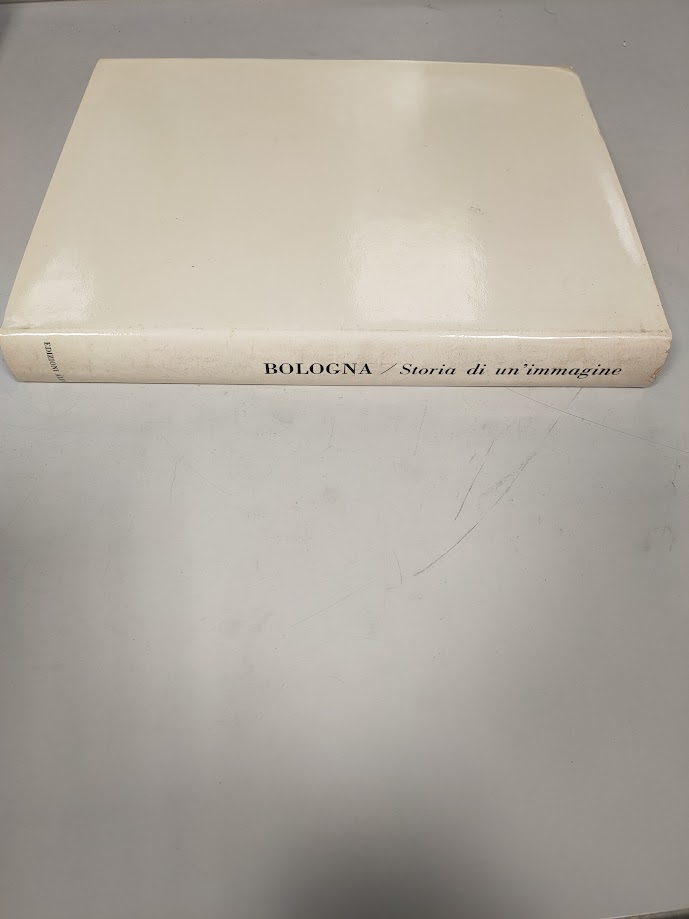 BOLOGNA / Storia di un'immagine
EDIZIONI